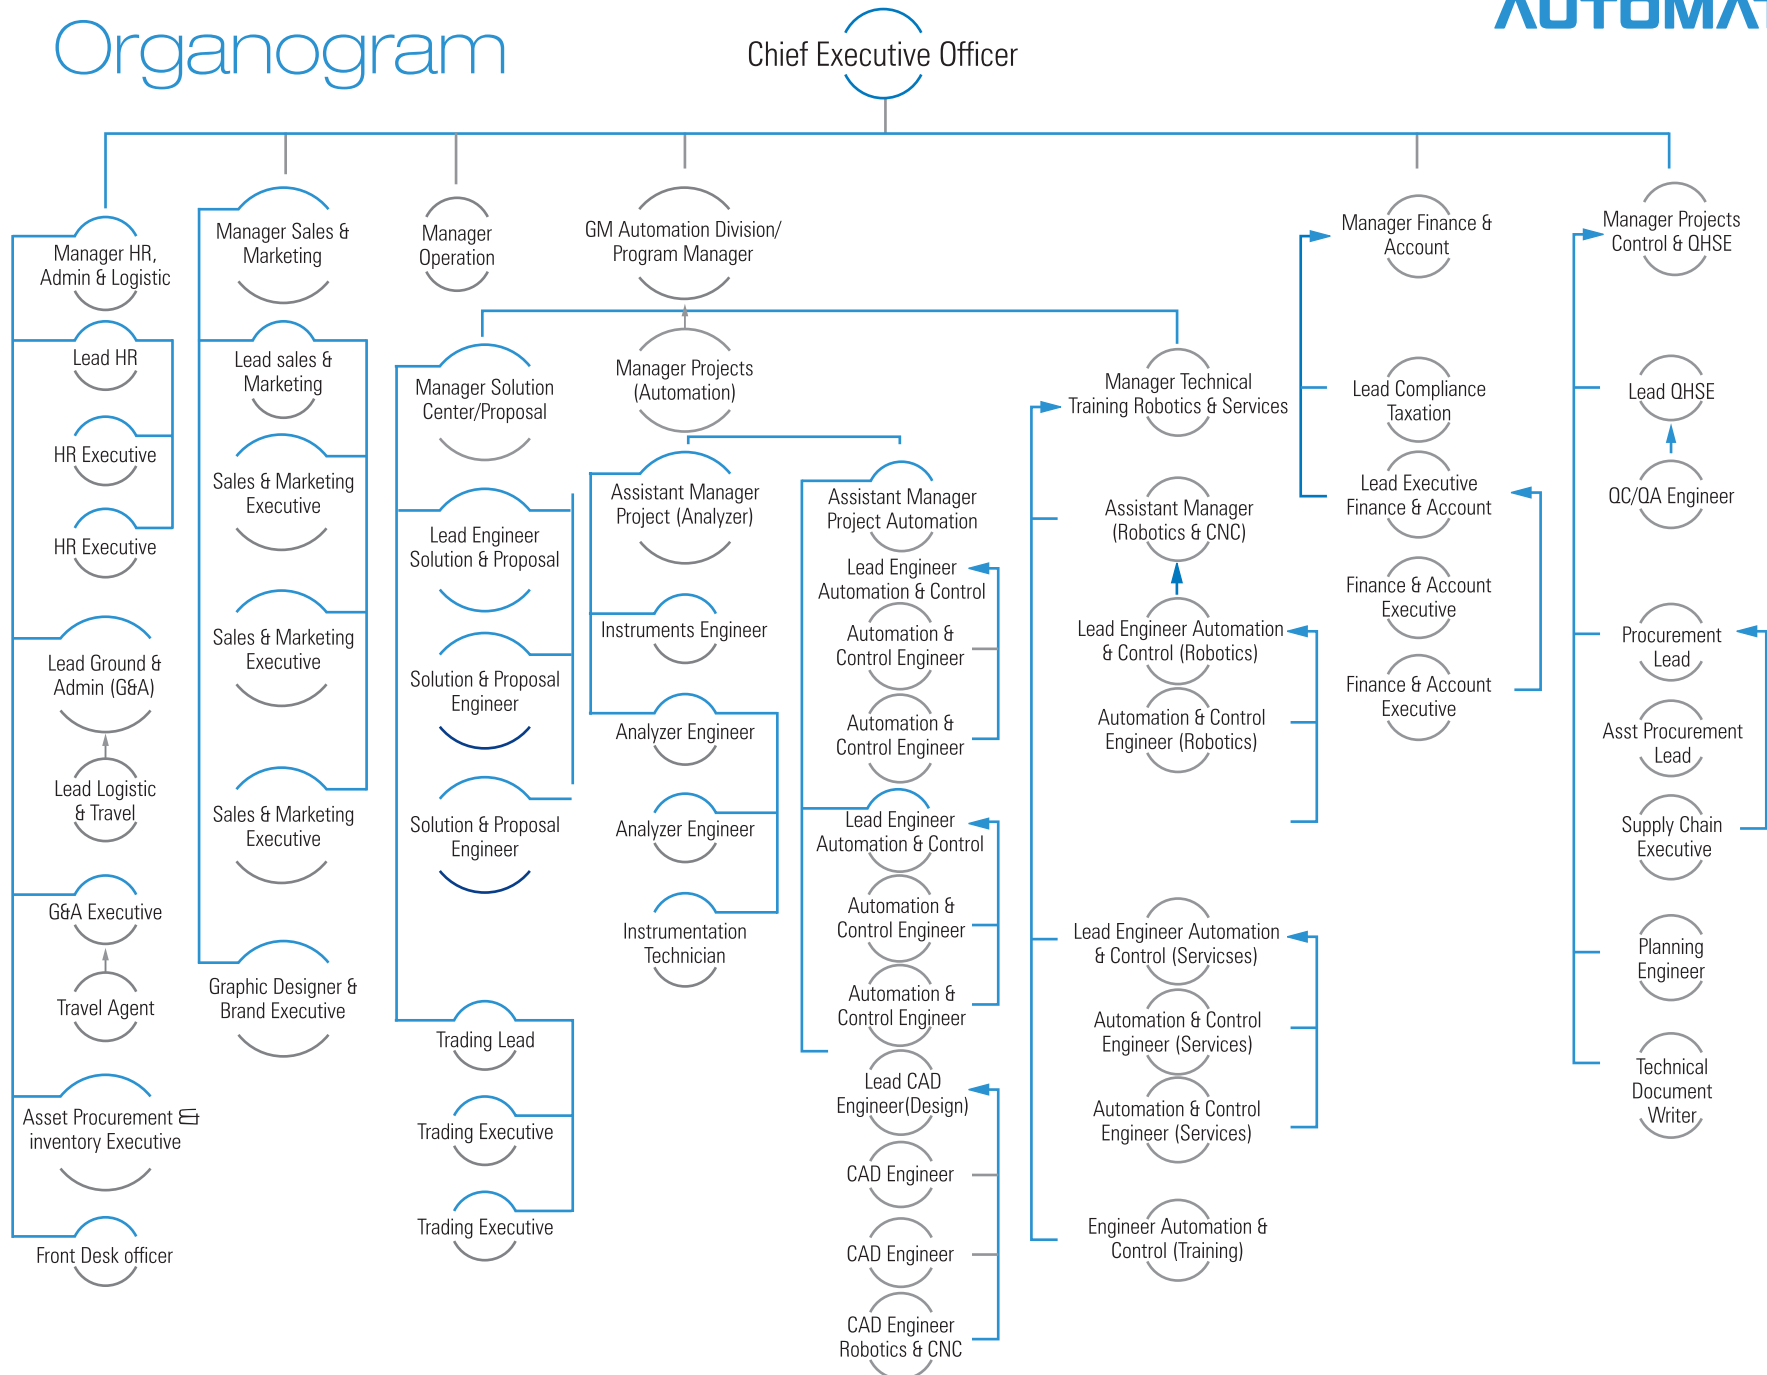 Organogram
AUTOMAT
Chief Executive Officer
Manager HR,
Admin & Logistic
Lead HR
HR Executive
HR Executive
Lead Ground &
Admin (G&A)
Lead Logistic
& Travel
G&A Executive
Travel Agent
Asset Procurement &
inventory Executive
Front Desk officer
Manager Sales &
Marketing
Lead sales &
Marketing
Sales & Marketing
Executive
Sales & Marketing
Executive
Sales & Marketing
Executive
Graphic Designer &
Brand Executive
Manager
Operation
GM Automation Division/
Program Manager
Manager Solution
Center/Proposal
Lead Engineer
Solution & Proposal
Solution & Proposal
Engineer
Solution & Proposal
Engineer
Trading Lead
Trading Executive
Trading Executive
Manager Projects
(Automation)
Assistant Manager
Project (Analyzer)
Instruments Engineer
Analyzer Engineer
Analyzer Engineer
Instrumentation
Technician
Assistant Manager
Project Automation
Lead Engineer
Automation & Control
Automation &
Control Engineer
Automation &
Control Engineer
Lead Engineer
Automation & Control
Automation &
Control Engineer
Automation &
Control Engineer
Lead CAD
Engineer(Design)
CAD Engineer
CAD Engineer
CAD Engineer
Robotics & CNC
Manager Technical
Training Robotics & Services
Assistant Manager
(Robotics & CNC)
Lead Engineer Automation
& Control (Robotics)
Automation & Control
Engineer (Robotics)
Lead Engineer Automation
& Control (Servicses)
Automation & Control
Engineer (Services)
Automation & Control
Engineer (Services)
Engineer Automation &
Control (Training)
Manager Finance &
Account
Lead Compliance
Taxation
Lead Executive
Finance & Account
Finance & Account
Executive
Finance & Account
Executive
Manager Projects
Control & QHSE
Lead QHSE
QC/QA Engineer
Procurement
Lead
Asst Procurement
Lead
Supply Chain
Executive
Planning
Engineer
Technical
Document
Writer